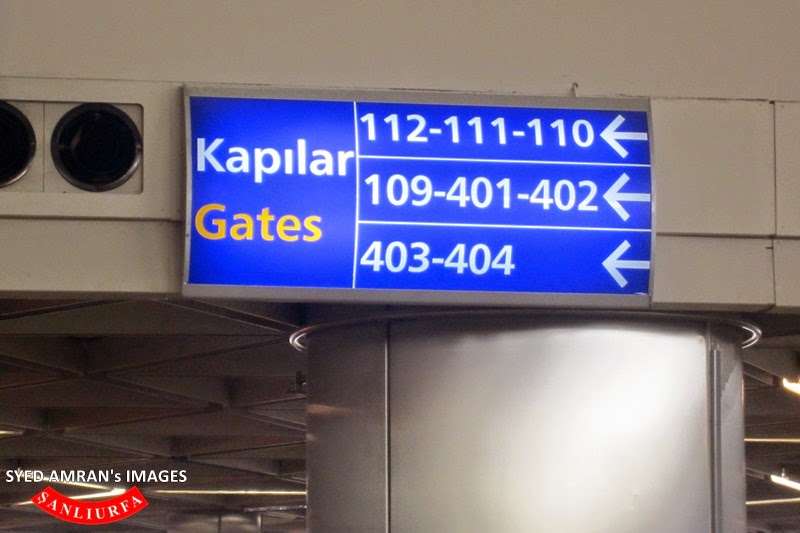 Kapılar
Gates
112-111-110
109-401-402
403-404
SYED AMRAN's IMAGES
ŞANLIURFA